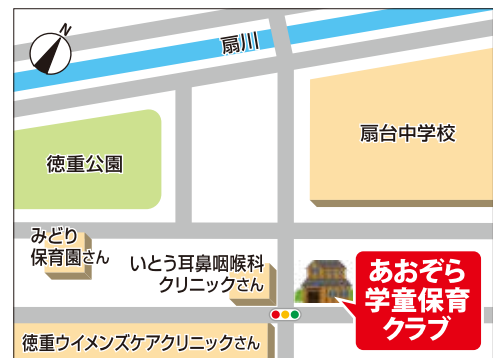 N
扇川
扇台中学校
徳重公園
みどり
保育園さん
いとう耳鼻咽喉科
クリニックさん
あおぞら
学童保育
クラブ
徳重ウイメンズケアクリニックさん